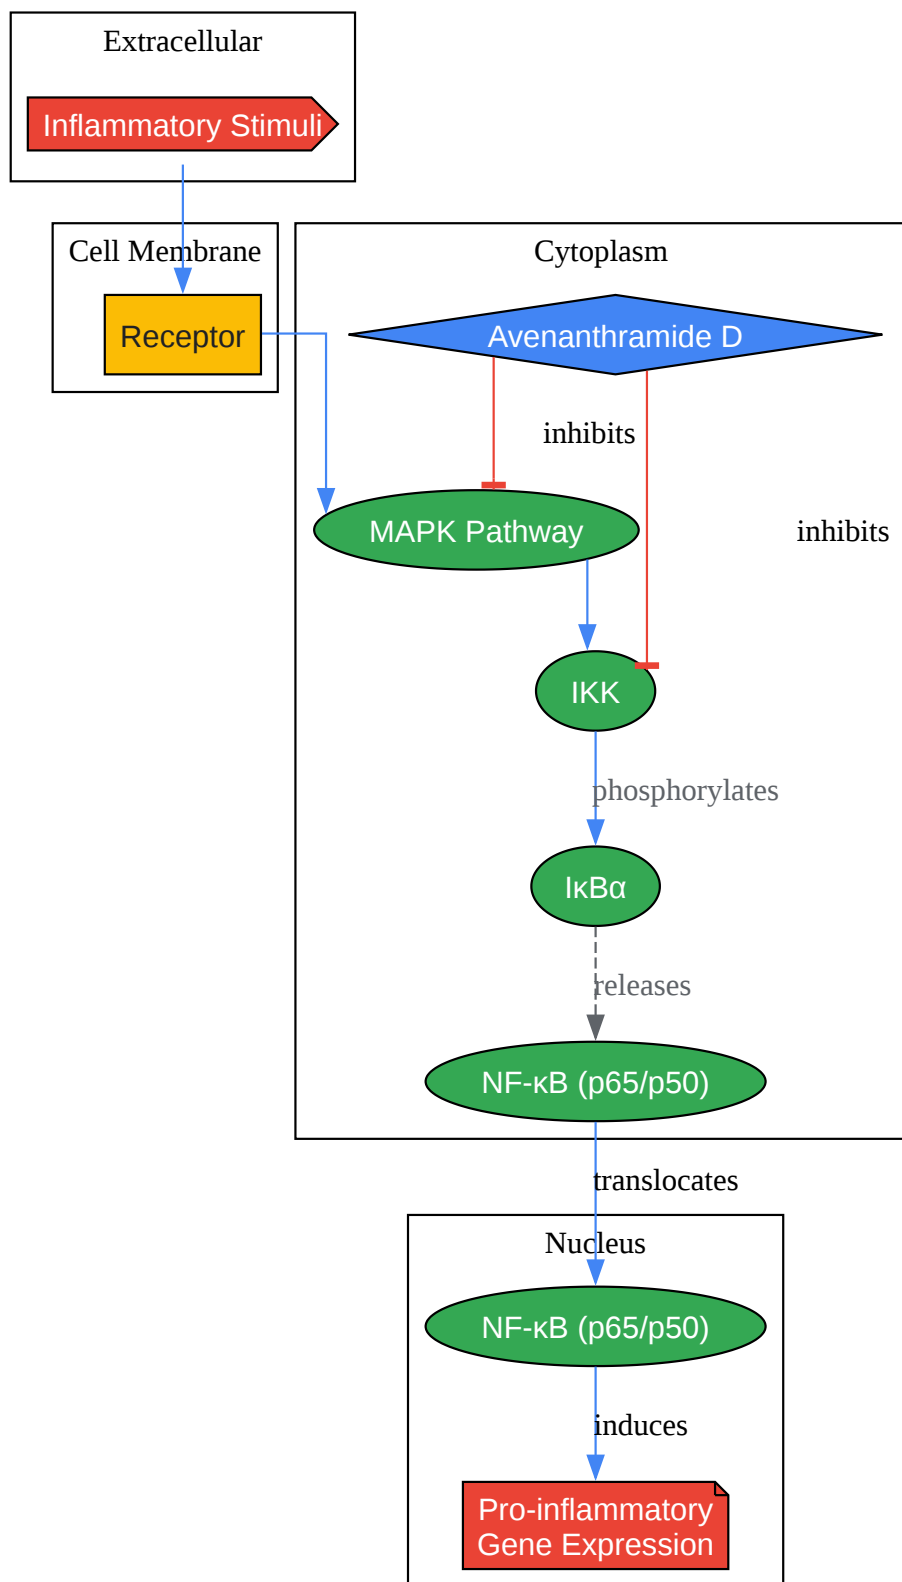 Extracellular
Inflammatory Stimuli
Cell Membrane
Receptor
Cytoplasm
Avenanthramide D
inhibits
MAPK Pathway
inhibits
IKK
phosphorylates
IκBα
releases
NF-κB (p65/p50)
translocates
Nucleus
NF-κB (p65/p50)
induces
Pro-inflammatory
Gene Expression